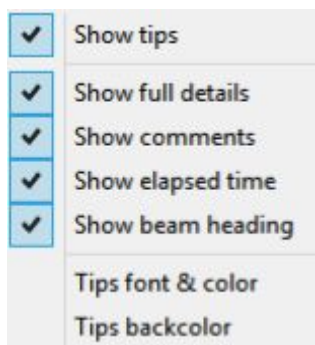 Show tips
Show full details
Show comments
Show elapsed time
Show beam heading
Tips font & color
Tips backcolor